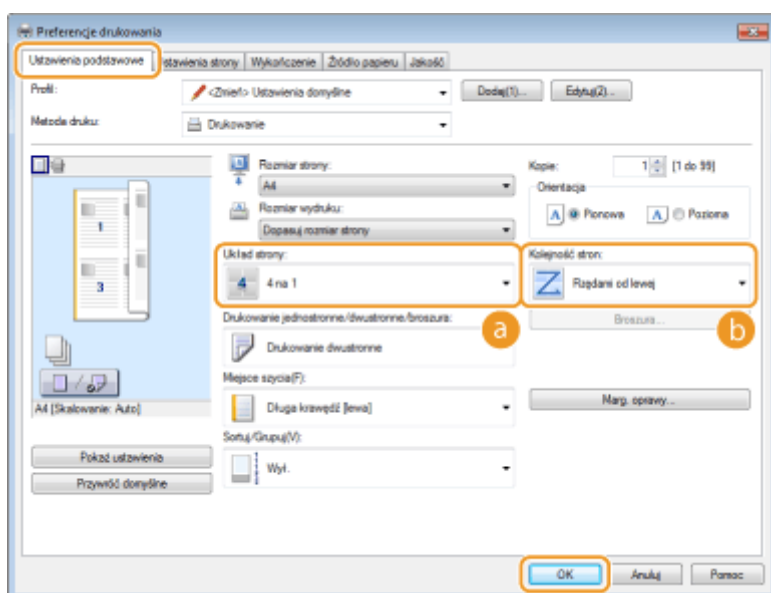 Preferencje drukowania
Ustawienia podstawowe Ustawienia strony Wykończenie Źródło papieru Jakość
Profil: <Zmień> Ustawienia domyślne Dodaj(1)... Edytuj(2)...
Metoda druku: Drukowanie
Rozmiar strony: Kopie: 1 [1 do 99]
A4 Orientacja
Rozmiar wydruku: A Pionowa A Pozioma
Dopasuj rozmiar strony
1
3
Układ strony: Kolejność stron:
4 4 na 1 Rzędami od lewej
a b
Drukowanie jednostronne/dwustronne/broszura: Broszura...
Drukowanie dwustronne
Miejsce szycia(F):
A4 [Skalowanie: Auto] Długa krawędź [lewa] Marg. oprawy...
Sortuj/Grupuj(V):
Pokaż ustawienia Wył.
Przywróć domyślne
OK Anuluj Pomoc